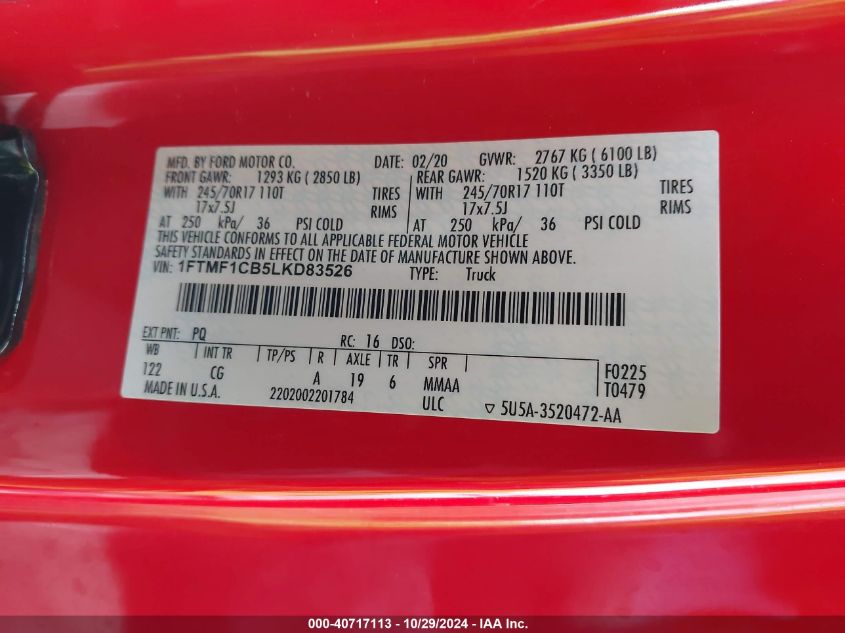 MFD. BY FORD MOTOR CO. DATE: 02/20 GVWR: 2767 KG ( 6100 LB)
FRONT GAWR: 1293 KG ( 2850 LB) REAR GAWR: 1520 KG ( 3350 LB)
WITH 245/70R17 110T TIRES WITH 245/70R17 110T TIRES
17x7.5J RIMS 17x7.5J RIMS
AT 250 kPa/ 36 PSI COLD AT 250 kPa/ 36 PSI COLD
THIS VEHICLE CONFORMS TO ALL APPLICABLE FEDERAL MOTOR VEHICLE
SAFETY STANDARDS IN EFFECT ON THE DATE OF MANUFACTURE SHOWN ABOVE.
VIN: 1FTMF1CB5LKD83526 TYPE: Truck
EXT PNT: PQ RC: 16 DSO:
WB INT TR TP/PS R AXLE TR SPR F0225
122 CG A 19 6 MMAA T0479
MADE IN U.S.A. 2202002201784 ULC ▽ 5U5A-3520472-AA
000-40717113 - 10/29/2024 - IAA Inc.